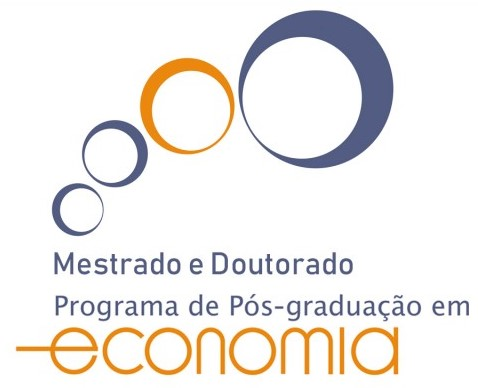 Mestrado e Doutorado
Programa de Pós-graduação em
economia